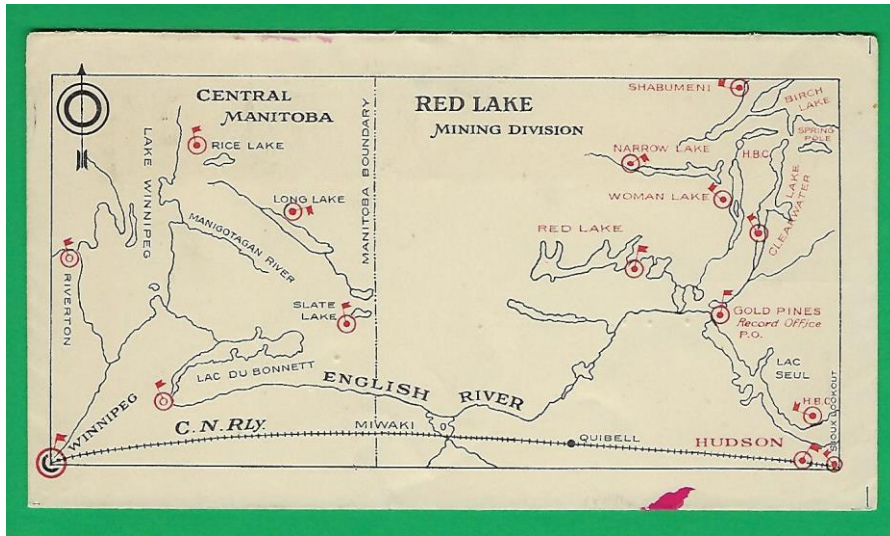 CENTRAL
MANITOBA
RED LAKE
MINING DIVISION
SHABUMENI
BIRCH
LAKE
SPRING
POLE
H.B.C.
NARROW LAKE
WOMAN LAKE
CLEARWATER
LAKE
RED LAKE
LAKE WINNIPEG
RICE LAKE
LONG LAKE
MANIGOTAGAN RIVER
MANITOBA BOUNDARY
RIVERTON
SLATE
LAKE
GOLD PINES
Record Office
P.O.
LAC
SEUL
LAC DU BONNETT
ENGLISH RIVER
H.B.C.
SIOUX LOOKOUT
WINNIPEG
C.N.RLY.
MIWAKI
QUIBELL
HUDSON